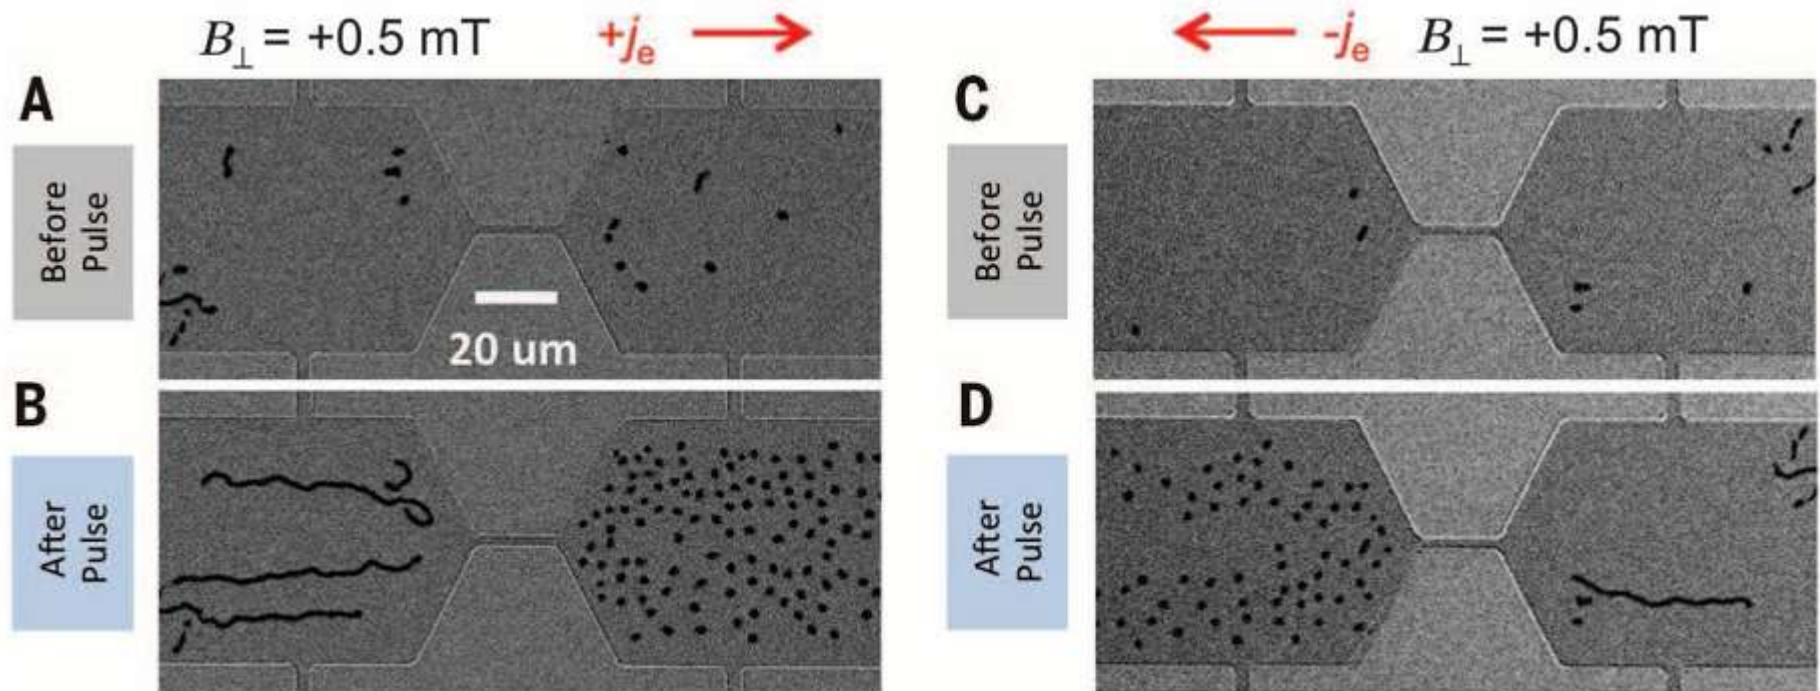 B⊥ = +0.5 mT
+je
-je
B⊥ = +0.5 mT
A
Before
Pulse
20 um
B
After
Pulse
C
Before
Pulse
D
After
Pulse